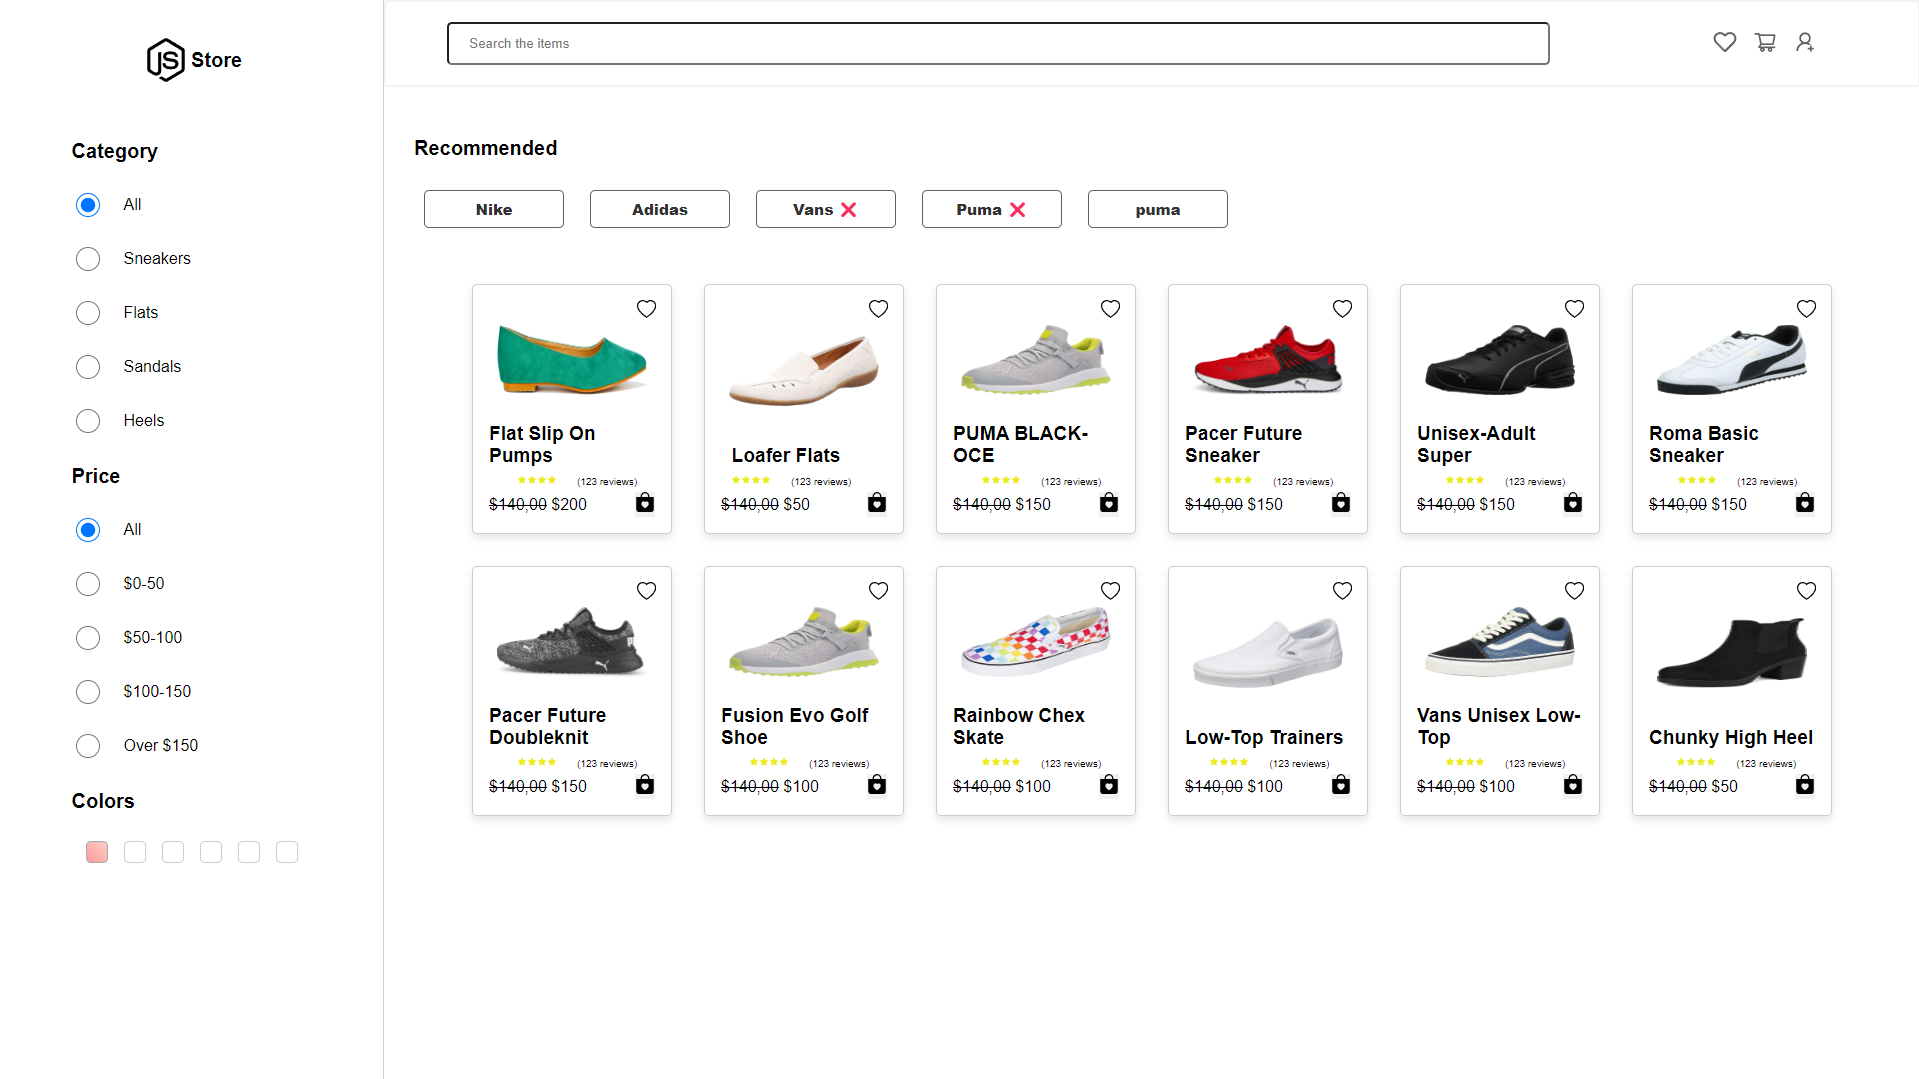 JS Store
Search the items
Category
All
Sneakers
Flats
Sandals
Heels
Price
All
$0-50
$50-100
$100-150
Over $150
Colors
Recommended
Nike
Adidas
Vans ❌
Puma ❌
puma
Flat Slip On
Pumps
(123 reviews)
$140,00 $200
Loafer Flats
(123 reviews)
$140,00 $50
PUMA BLACK-
OCE
(123 reviews)
$140,00 $150
Pacer Future
Sneaker
(123 reviews)
$140,00 $150
Unisex-Adult
Super
(123 reviews)
$140,00 $150
Roma Basic
Sneaker
(123 reviews)
$140,00 $150
Pacer Future
Doubleknit
(123 reviews)
$140,00 $150
Fusion Evo Golf
Shoe
(123 reviews)
$140,00 $100
Rainbow Chex
Skate
(123 reviews)
$140,00 $100
Low-Top Trainers
(123 reviews)
$140,00 $100
Vans Unisex Low-
Top
(123 reviews)
$140,00 $100
Chunky High Heel
(123 reviews)
$140,00 $50